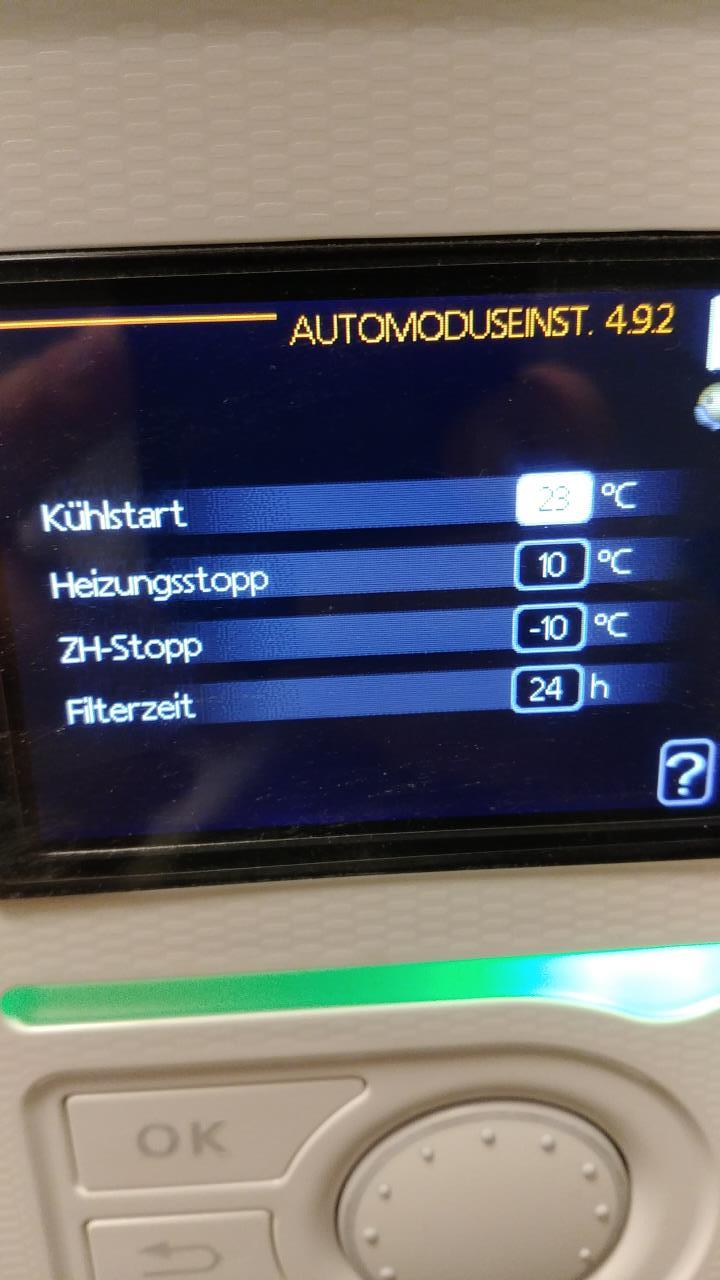 AUTOMODUSEINST. 4.9.2
Kühlstart 23 °C
Heizungsstopp 10 °C
ZH-Stopp -10 °C
Filterzeit 24 h
?
OK